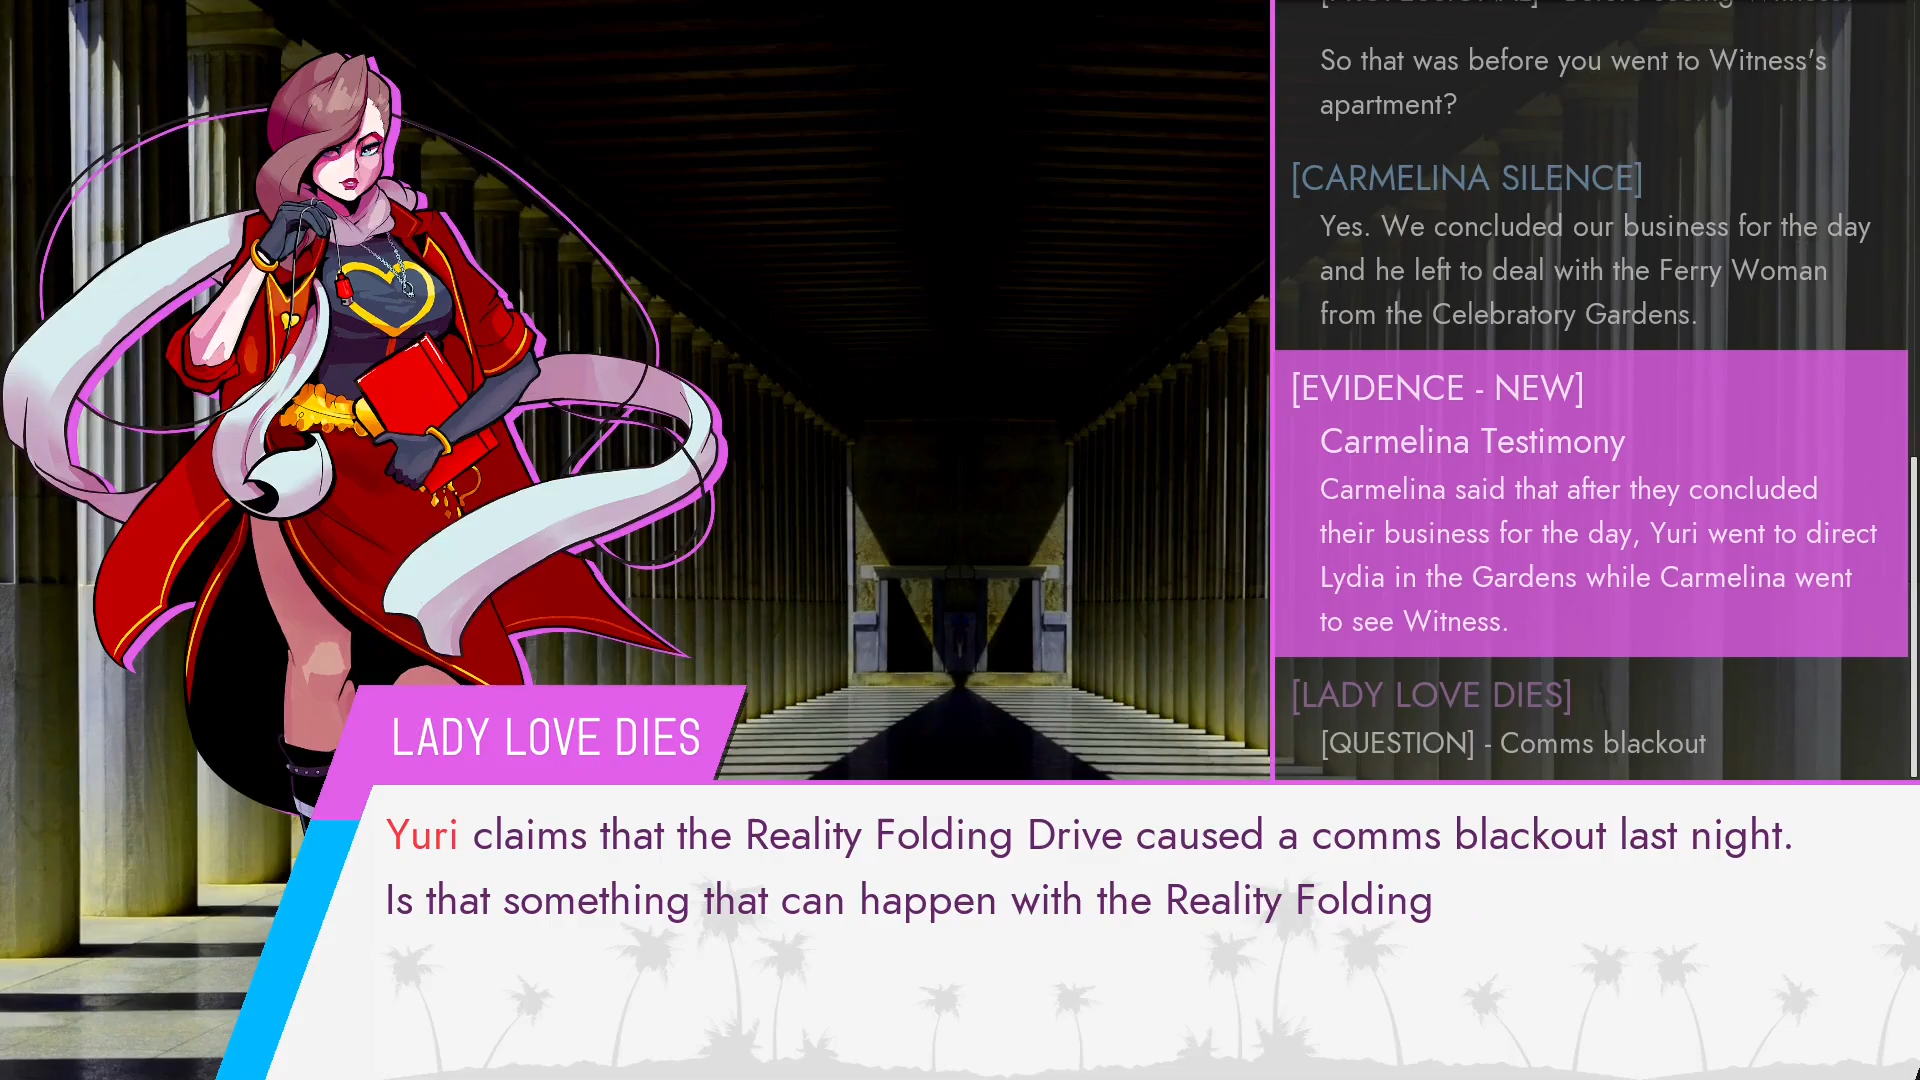 So that was before you went to Witness's
apartment?
[CARMELINA SILENCE]
Yes. We concluded our business for the day
and he left to deal with the Ferry Woman
from the Celebratory Gardens.
[EVIDENCE - NEW]
Carmelina Testimony
Carmelina said that after they concluded
their business for the day, Yuri went to direct
Lydia in the Gardens while Carmelina went
to see Witness.
[LADY LOVE DIES]
[QUESTION] - Comms blackout
LADY LOVE DIES
Yuri claims that the Reality Folding Drive caused a comms blackout last night.
Is that something that can happen with the Reality Folding